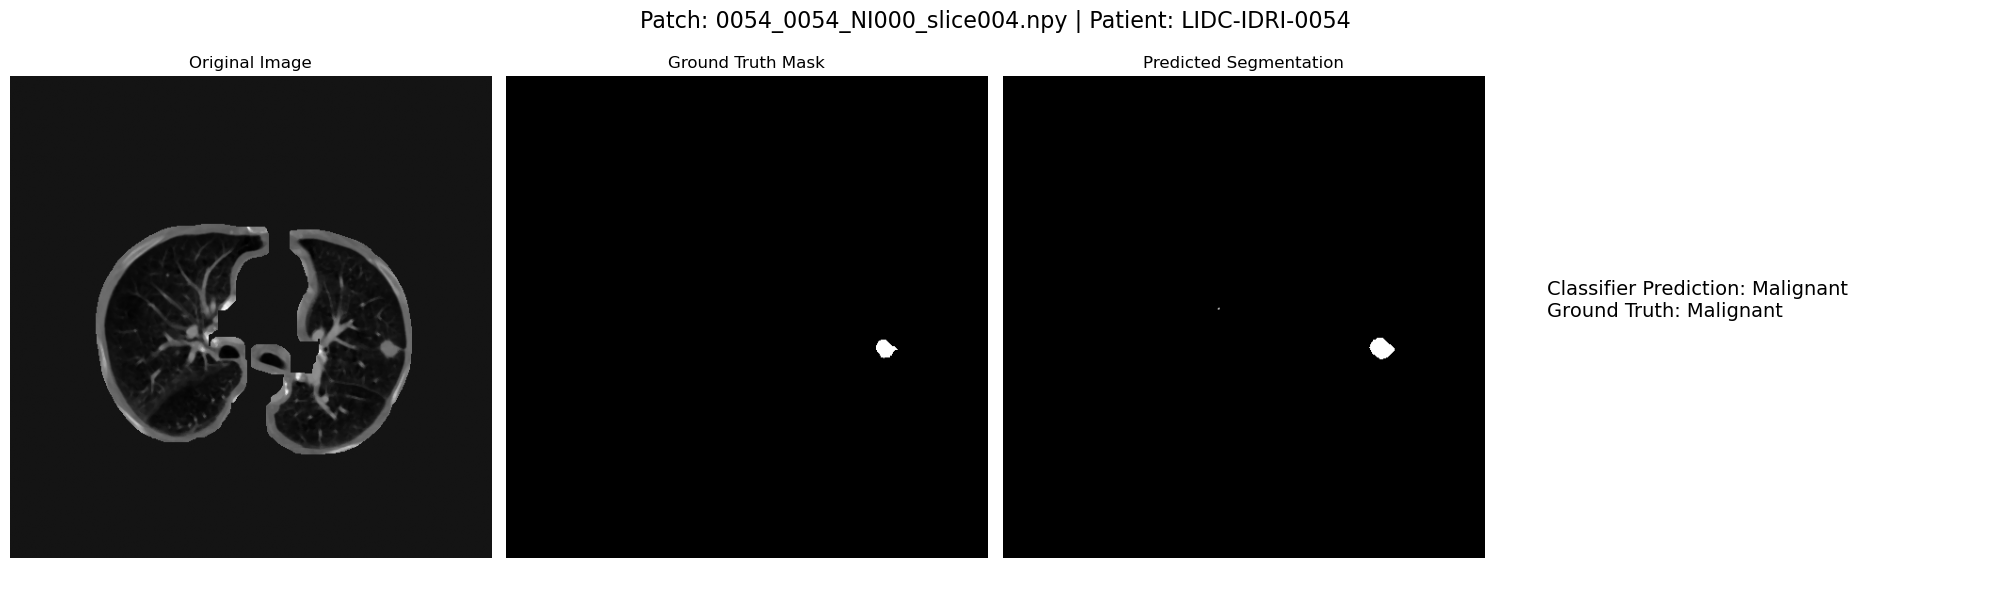 Patch: 0054_0054_NI000_slice004.npy | Patient: LIDC-IDRI-0054
Original Image
Ground Truth Mask
Predicted Segmentation
Classifier Prediction: Malignant
Ground Truth: Malignant